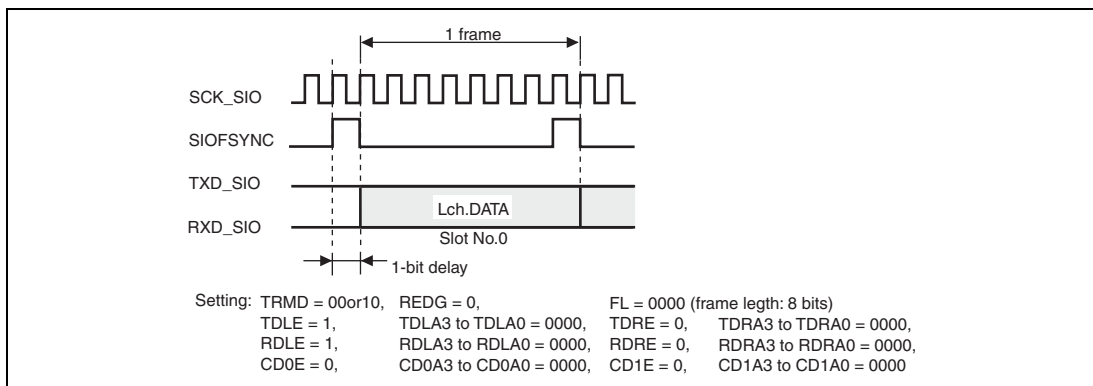 1 frame
SCK_SIO
SIOFSYNC
TXD_SIO
Lch.DATA
RXD_SIO
Slot No.0
1-bit delay
Setting: TRMD = 00or10, REDG = 0, FL = 0000 (frame legth: 8 bits)
TDLE = 1, TDLA3 to TDLA0 = 0000, TDRE = 0, TDRA3 to TDRA0 = 0000,
RDLE = 1, RDLA3 to RDLA0 = 0000, RDRE = 0, RDRA3 to RDRA0 = 0000,
CD0E = 0, CD0A3 to CD0A0 = 0000, CD1E = 0, CD1A3 to CD1A0 = 0000